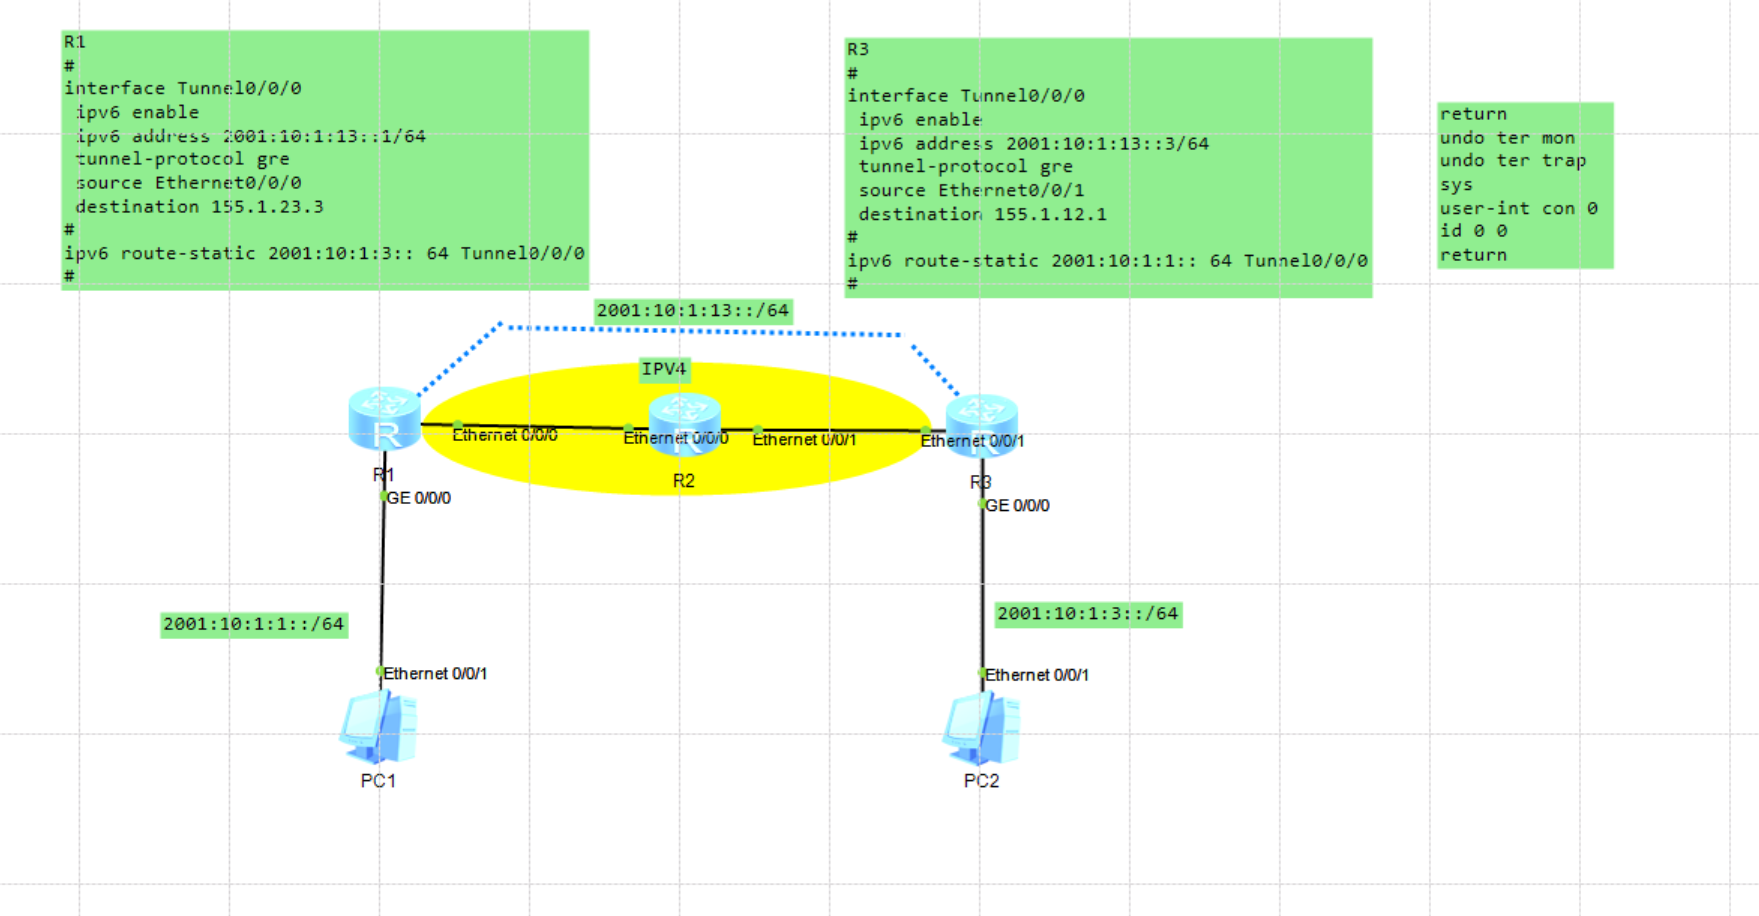 R1
#
interface Tunnel0/0/0
ipv6 enable
ipv6 address 2001:10:1:13::1/64
tunnel-protocol gre
source Ethernet0/0/0
destination 155.1.23.3
#
ipv6 route-static 2001:10:1:3:: 64 Tunnel0/0/0
#
R3
#
interface Tunnel0/0/0
ipv6 enable
ipv6 address 2001:10:1:13::3/64
tunnel-protocol gre
source Ethernet0/0/1
destination 155.1.12.1
#
ipv6 route-static 2001:10:1:1:: 64 Tunnel0/0/0
#
return
undo ter mon
undo ter trap
sys
user-int con 0
id 0 0
return
2001:10:1:13::/64
IPV4
R
Ethernet 0/0/0
Ethernet 0/0/0
R
Ethernet 0/0/1
Ethernet 0/0/1
R
R1
R2
R3
GE 0/0/0
GE 0/0/0
2001:10:1:1::/64
2001:10:1:3::/64
Ethernet 0/0/1
Ethernet 0/0/1
PC1
PC2